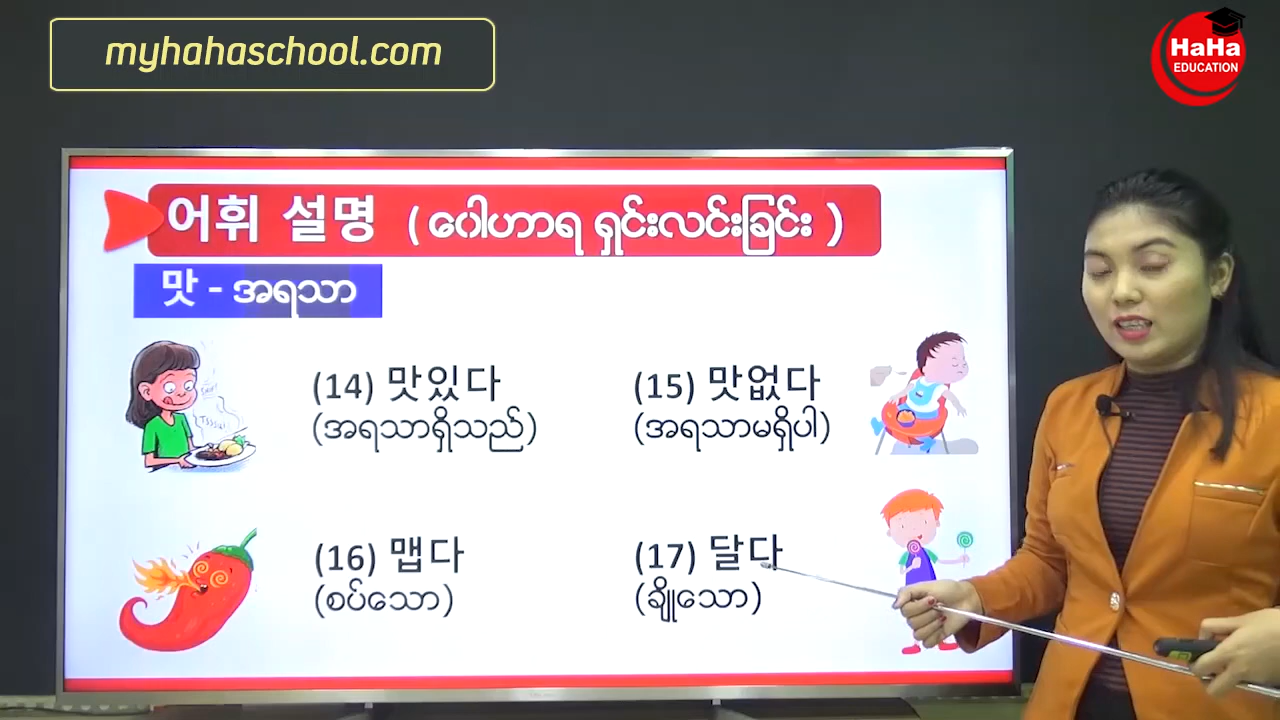 myhahaschool.com
HaHa
EDUCATION
어휘 설명 ( ဝေါဟာရ ရှင်းလင်းခြင်း )
맛 - အရသာ
(14) 맛있다
(အရသာရှိသည်)
(15) 맛없다
(အရသာမရှိပါ)
(16) 맵다
(စပ်သော)
(17) 달다
(ချိုသော)